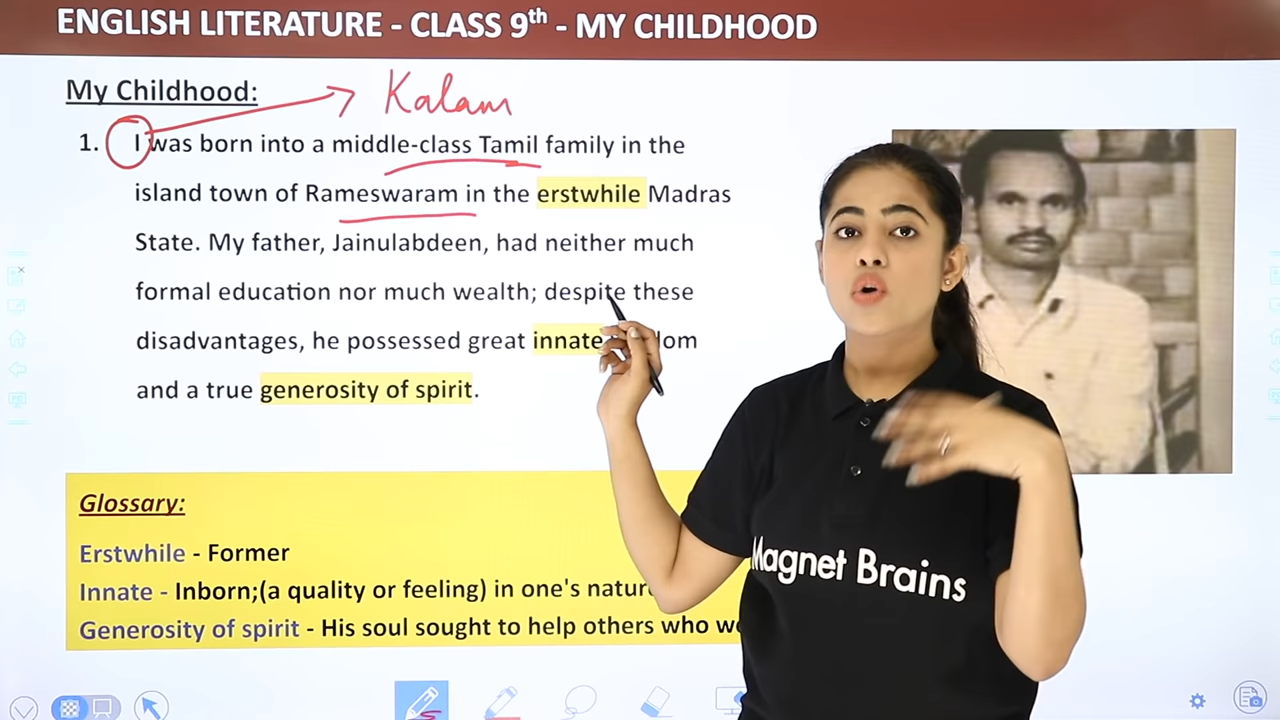 ENGLISH LITERATURE - CLASS 9th - MY CHILDHOOD
My Childhood:
Kalam
1. I was born into a middle-class Tamil family in the
island town of Rameswaram in the erstwhile Madras
State. My father, Jainulabdeen, had neither much
formal education nor much wealth; despite these
disadvantages, he possessed great innate
and a true generosity of spirit.
Glossary:
Erstwhile - Former
Innate - Inborn;(a quality or feeling) in one's
Generosity of spirit - His soul sought to help others who
Magnet Brains